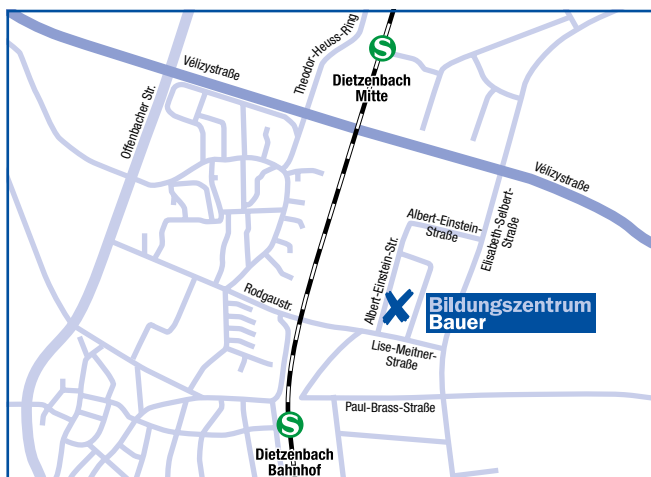 Theodor-Heuss-Ring
S
Dietzenbach
Mitte
Vélizystraße
Offenbacher Str.
Vélizystraße
Albert-Einstein-
Straße
Elisabeth-Selbert-
Straße
Albert-Einstein-Str.
Rodgaustr.
Bildungszentrum
Bauer
Lise-Meitner-
Straße
Paul-Brass-Straße
S
Dietzenbach
Bahnhof